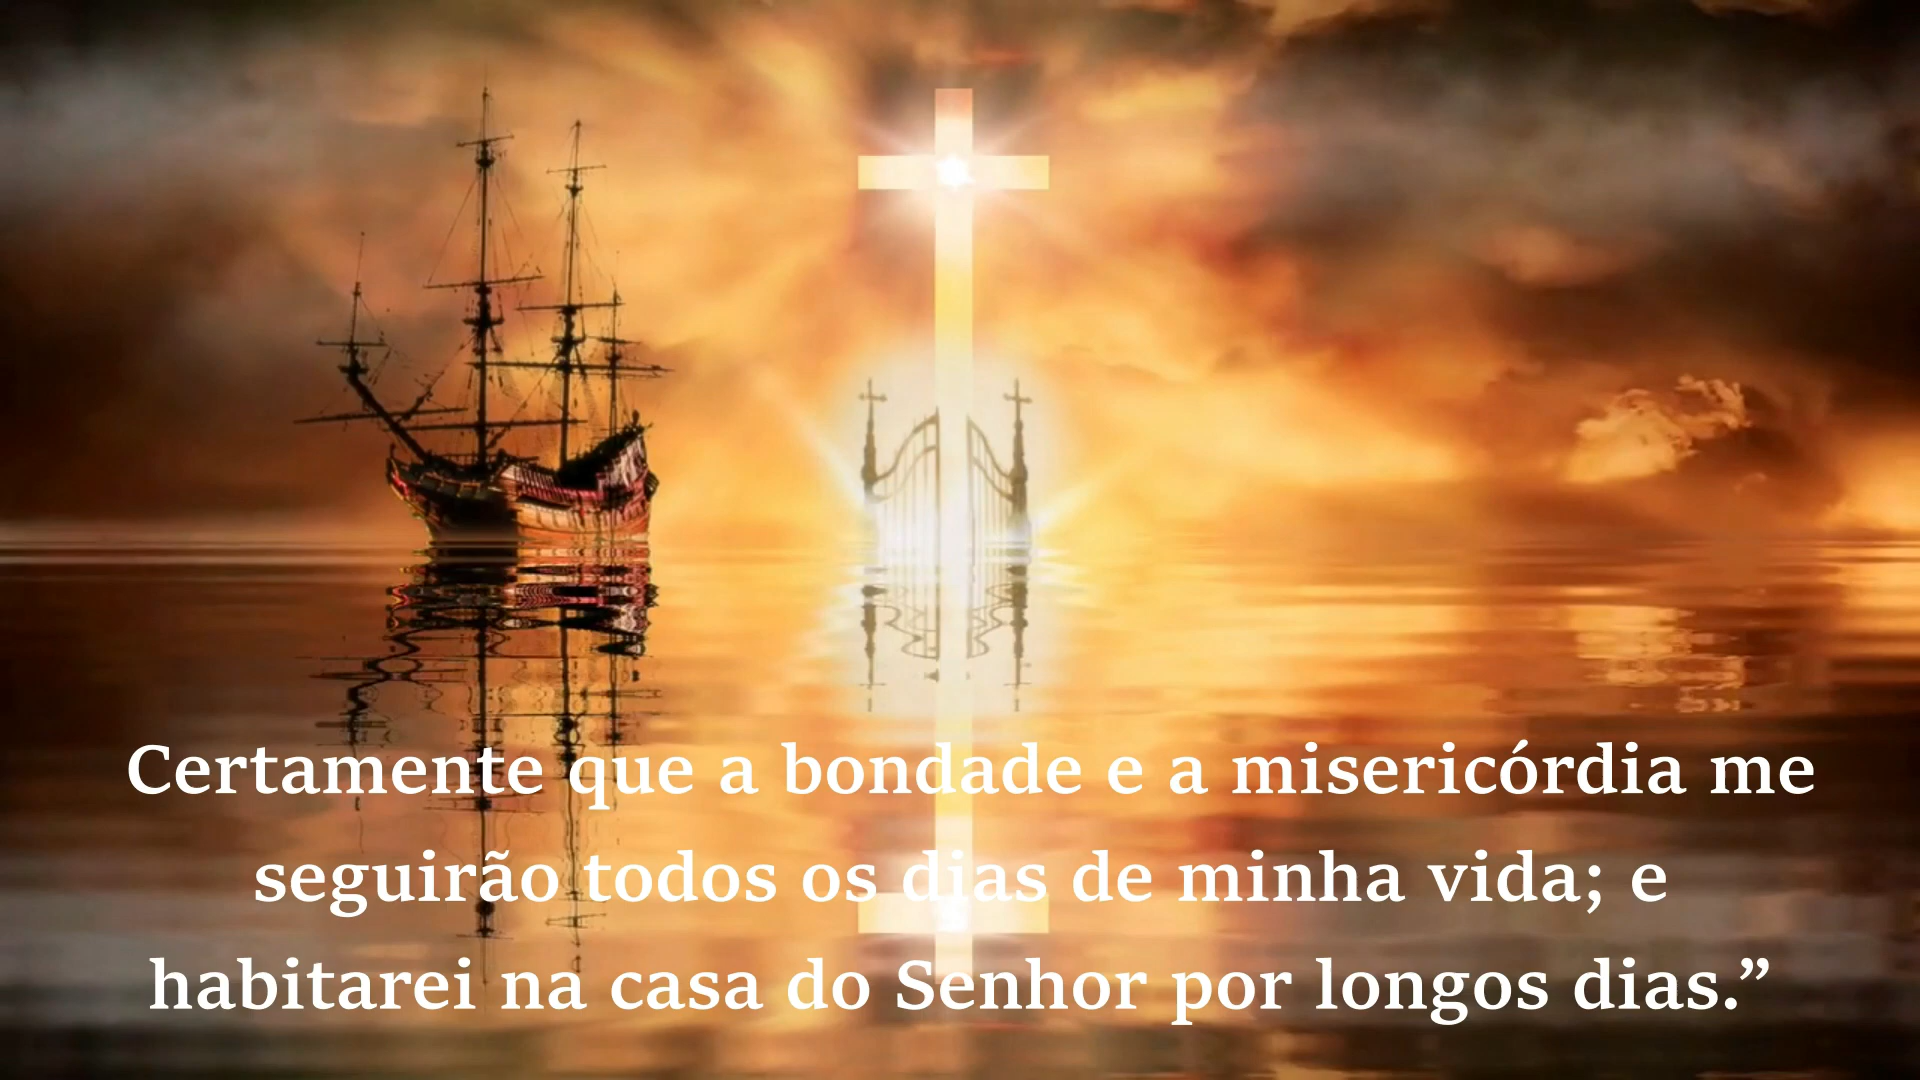 Certamente que a bondade e a misericórdia me
seguirão todos os dias de minha vida; e
habitarei na casa do Senhor por longos dias.”